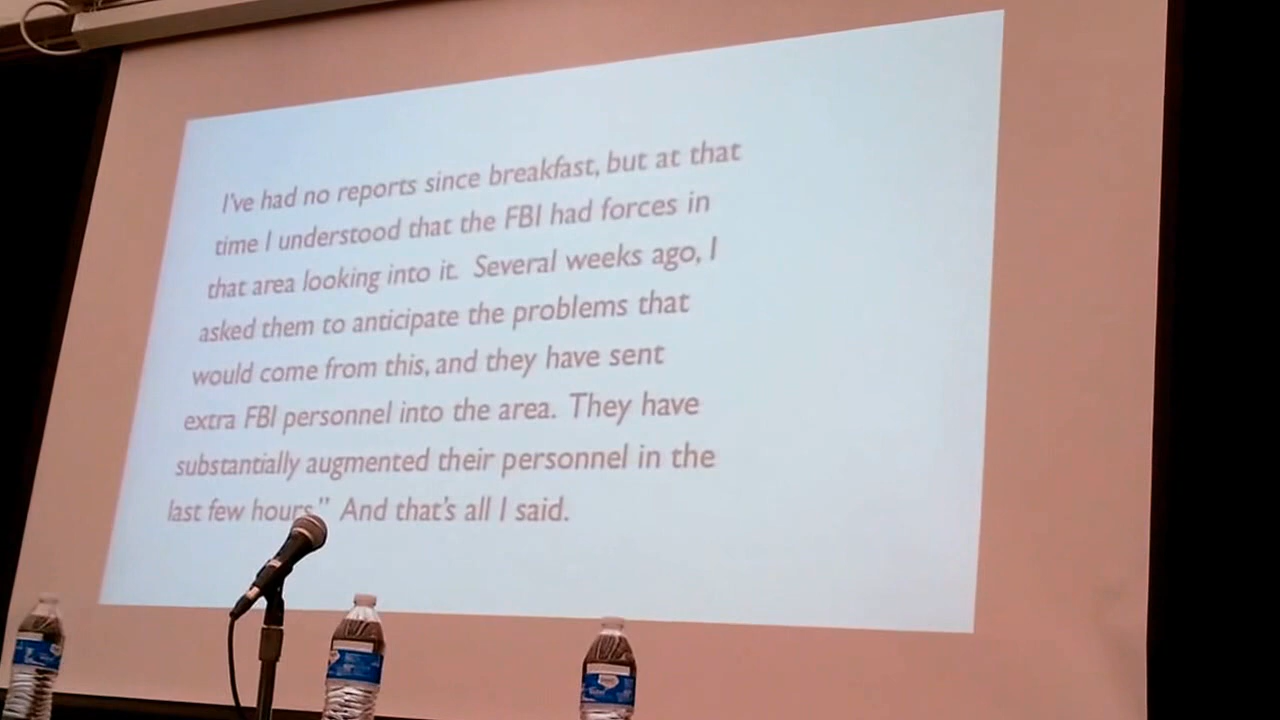 I've had no reports since breakfast, but at that
time I understood that the FBI had forces in
that area looking into it. Several weeks ago, I
asked them to anticipate the problems that
would come from this, and they have sent
extra FBI personnel into the area. They have
substantially augmented their personnel in the
last few hours." And that's all I said.